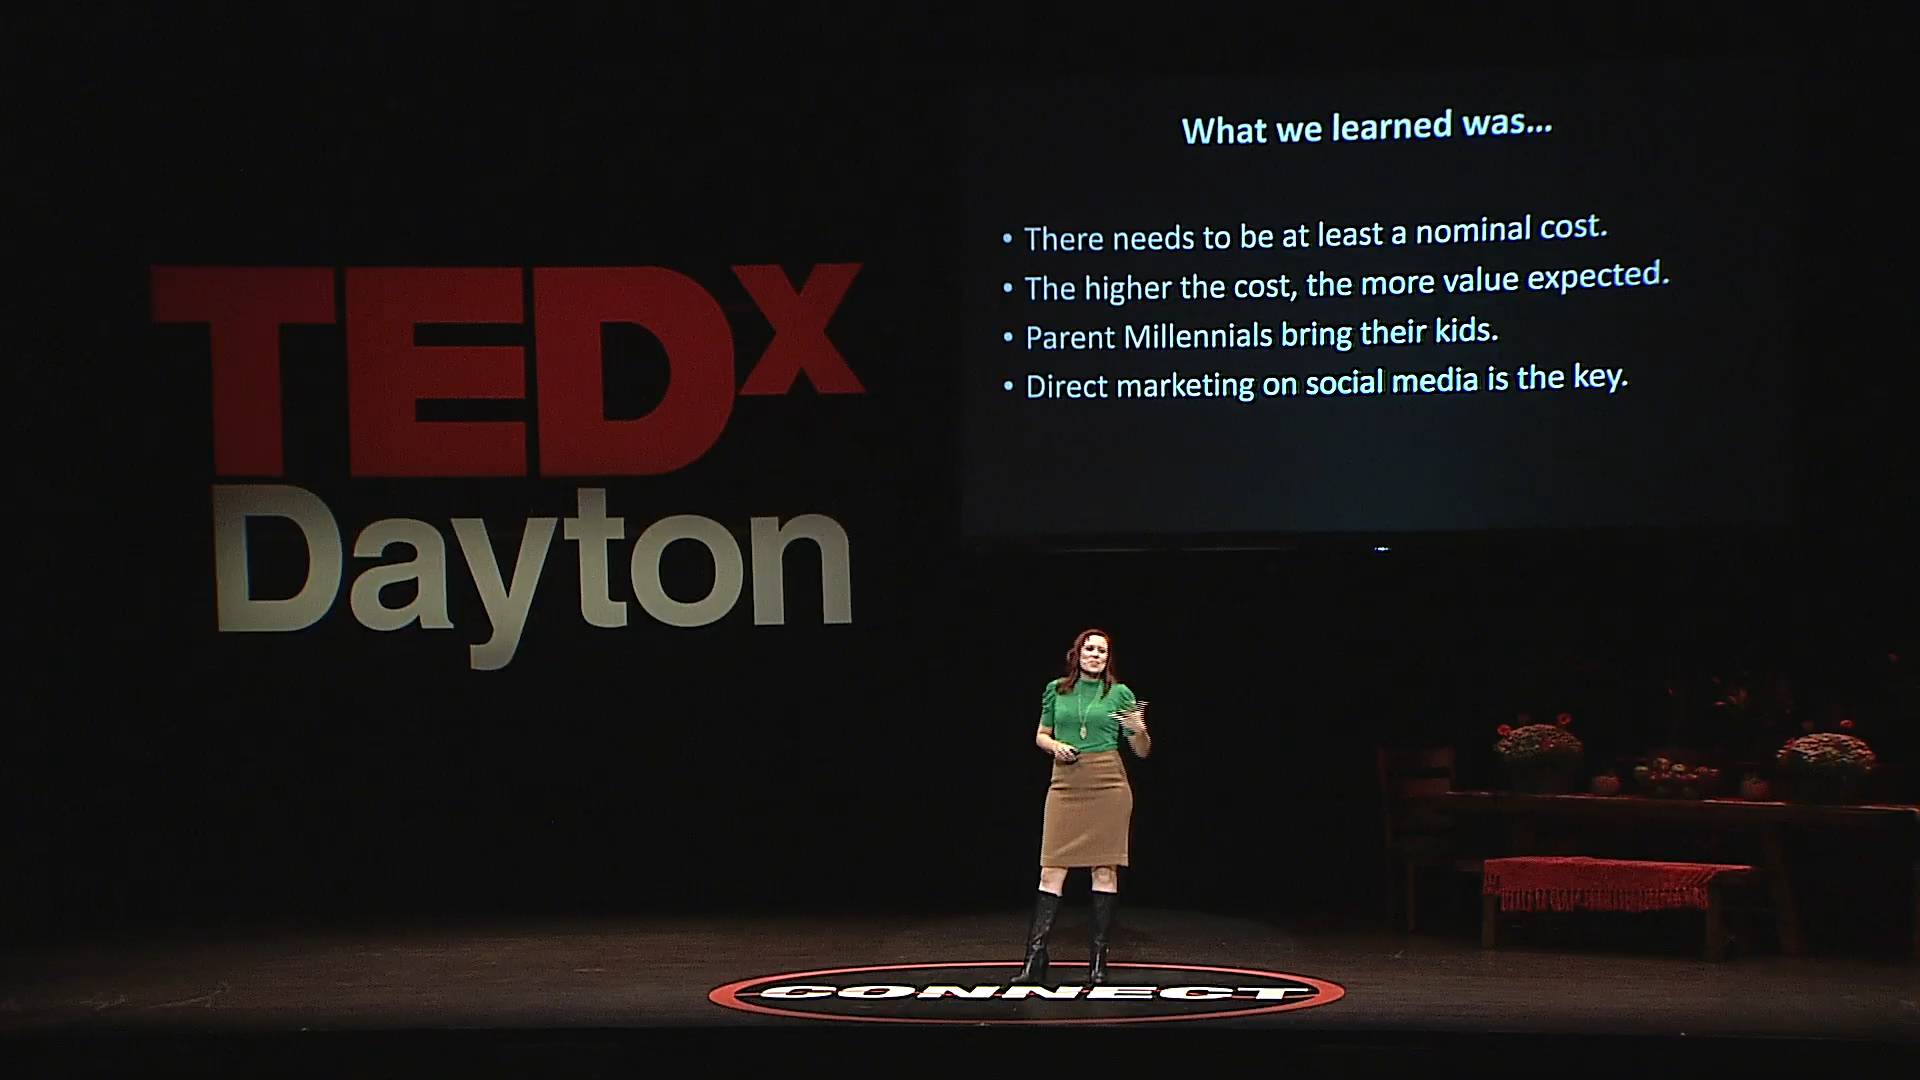 What we learned was...
• There needs to be at least a nominal cost.
• The higher the cost, the more value expected.
• Parent Millennials bring their kids.
• Direct marketing on social media is the key.
TEDx
Dayton
CONNECT